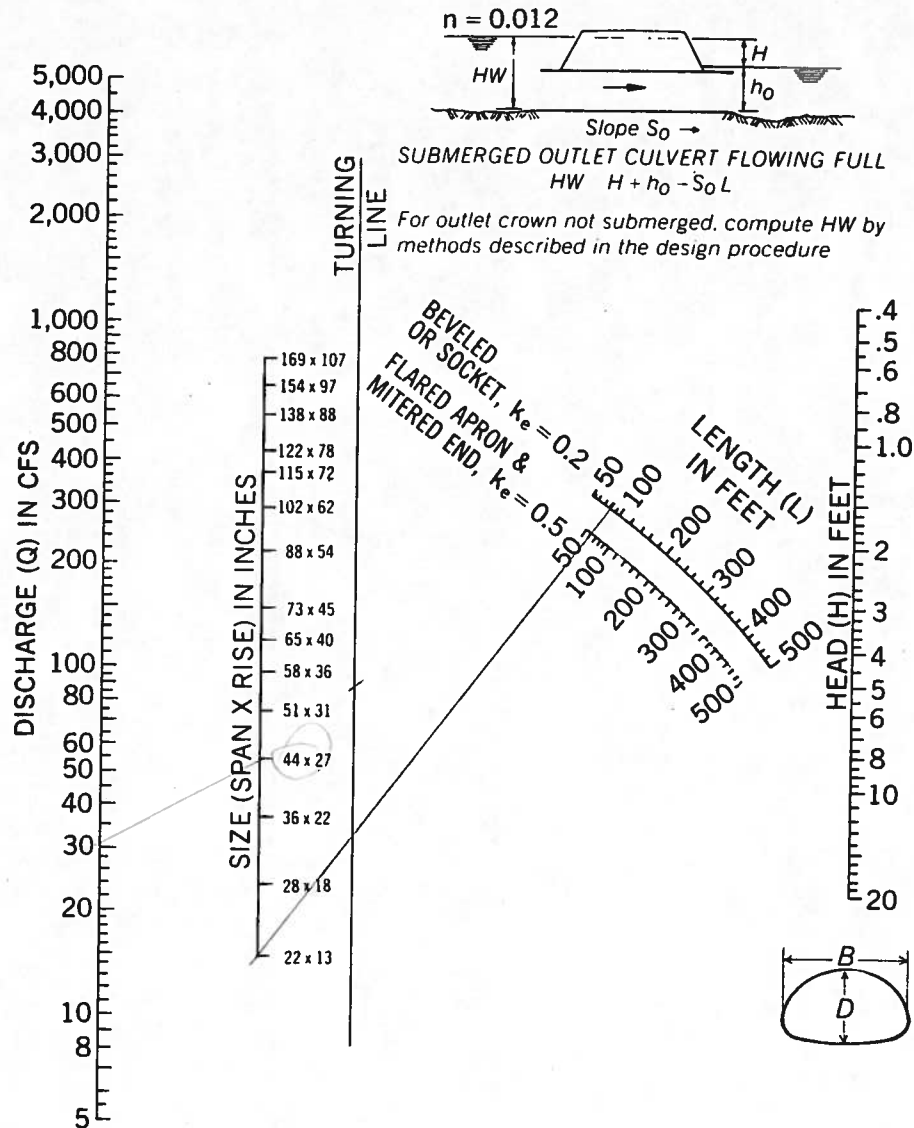 n = 0.012
HW
H
h₀
Slope S₀ →
SUBMERGED OUTLET CULVERT FLOWING FULL
HW H + h₀ - S₀ L
For outlet crown not submerged, compute HW by
methods described in the design procedure
DISCHARGE (Q) IN CFS
5,000
4,000
3,000
2,000
1,000
800
600
500
400
300
200
100
80
60
50
40
30
20
10
8
6
5
SIZE (SPAN X RISE) IN INCHES
169 x 107
154 x 97
138 x 88
122 x 78
115 x 72
102 x 62
88 x 54
73 x 45
65 x 40
58 x 36
51 x 31
44 x 27
36 x 22
28 x 18
22 x 13
TURNING
LINE
BEVELED
OR SOCKET, kₑ = 0.2
FLARED APRON &
MITERED END, kₑ = 0.5
LENGTH (L)
IN FEET
50
100
200
300
400
500
50
100
200
300
400
500
HEAD (H) IN FEET
.4
.5
.6
.8
1.0
2
3
4
5
6
8
10
20
B
D